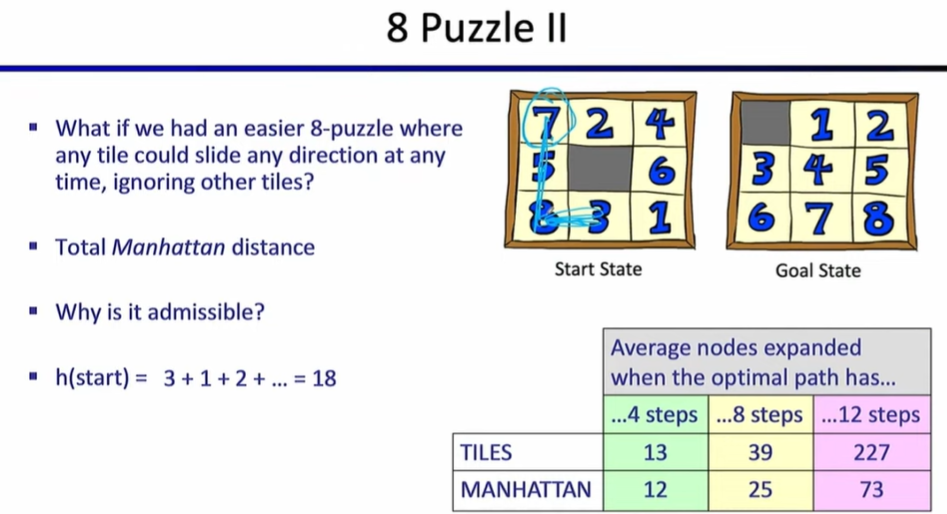 8 Puzzle II
What if we had an easier 8-puzzle where
any tile could slide any direction at any
time, ignoring other tiles?
Total Manhattan distance
Why is it admissible?
h(start) = 3 + 1 + 2 + ... = 18
7 2 4
5 6
8 3 1
Start State
1 2
3 4 5
6 7 8
Goal State
Average nodes expanded
when the optimal path has...
...4 steps ...8 steps ...12 steps
TILES 13 39 227
MANHATTAN 12 25 73